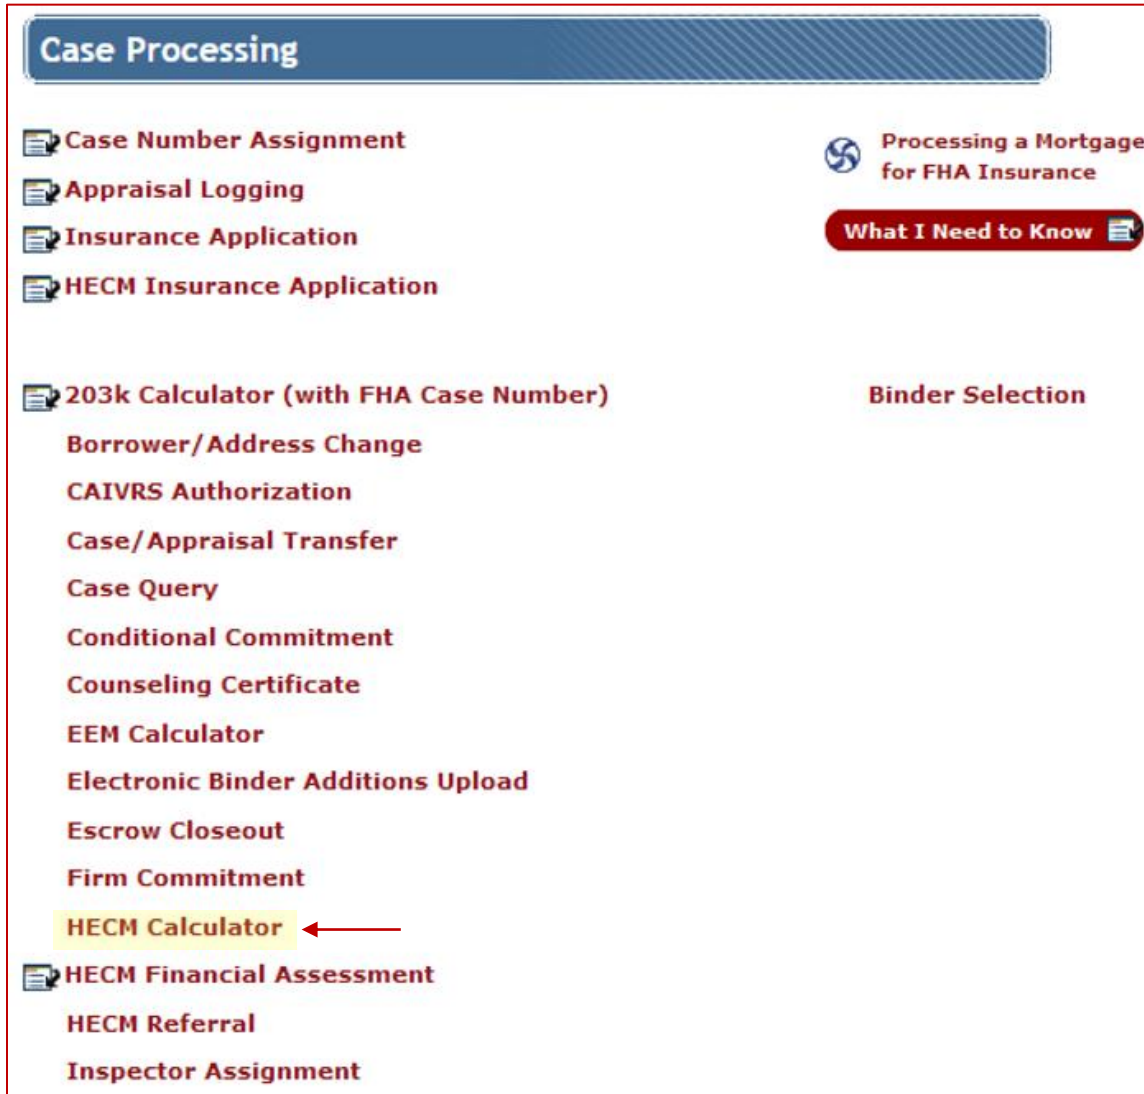 Case Processing
Case Number Assignment
Appraisal Logging
Insurance Application
HECM Insurance Application
Processing a Mortgage
for FHA Insurance
What I Need to Know
203k Calculator (with FHA Case Number)
Binder Selection
Borrower/Address Change
CAIVRS Authorization
Case/Appraisal Transfer
Case Query
Conditional Commitment
Counseling Certificate
EEM Calculator
Electronic Binder Additions Upload
Escrow Closeout
Firm Commitment
HECM Calculator
HECM Financial Assessment
HECM Referral
Inspector Assignment